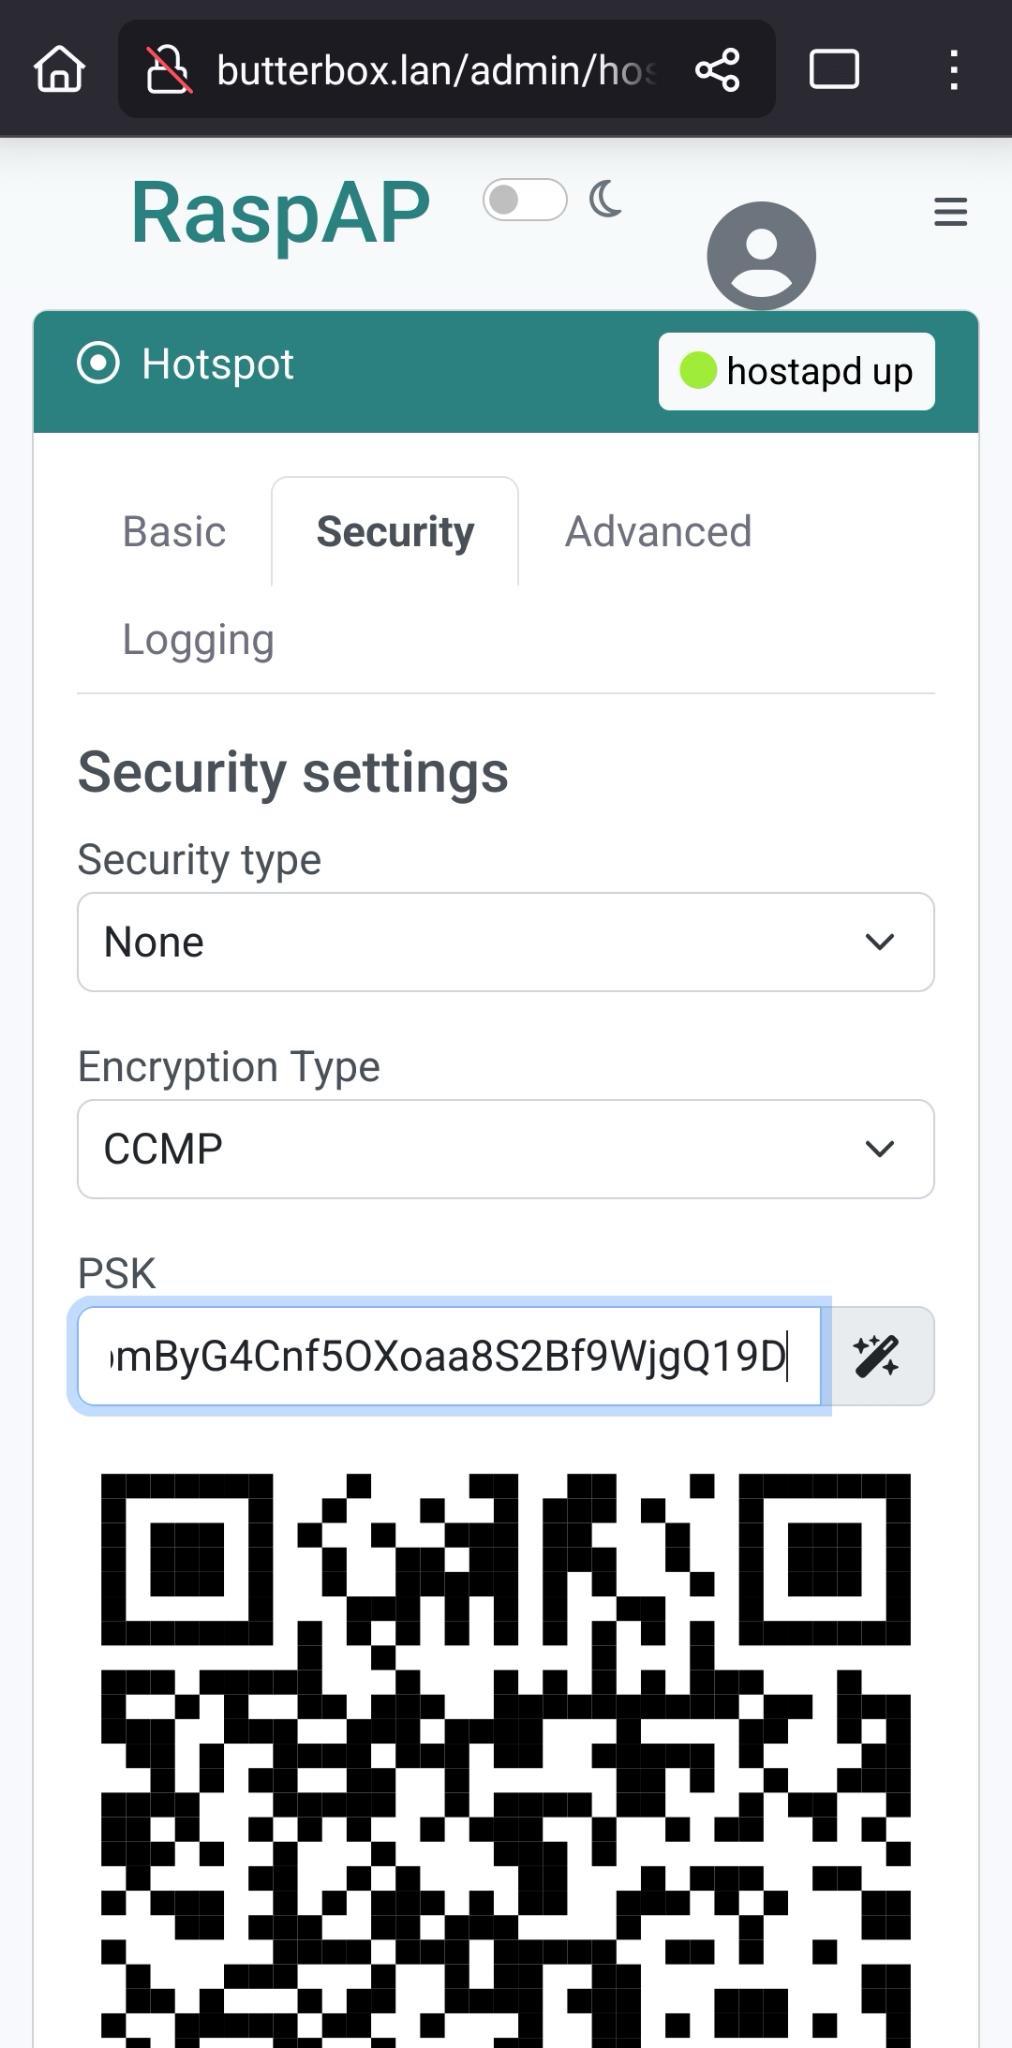 butterbox.lan/admin/hos
RaspAP
Hotspot
hostapd up
Basic
Security
Advanced
Logging
Security settings
Security type
None
Encryption Type
CCMP
PSK
mByG4Cnf5OXoaa8S2Bf9WjgQ19D